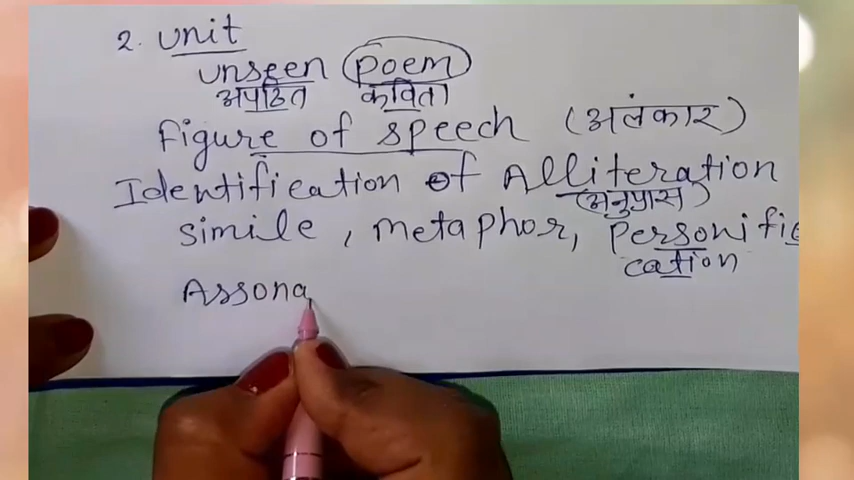 2. Unit
unseen poem
अपठित कविता
Figure of speech (अलंकार)
Identification of Alliteration
(अनुप्रास)
simile, metaphor, personifi
cation
Assona